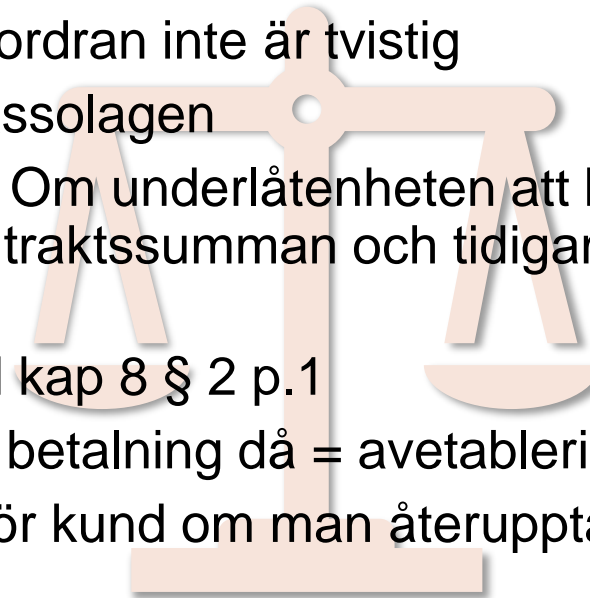 ordran inte är tvistig
ssolagen
Om underlåtenheten att
traktssumman och tidigar
kap 8 § 2 p.1
betalning då = avetableri
ör kund om man återuppta